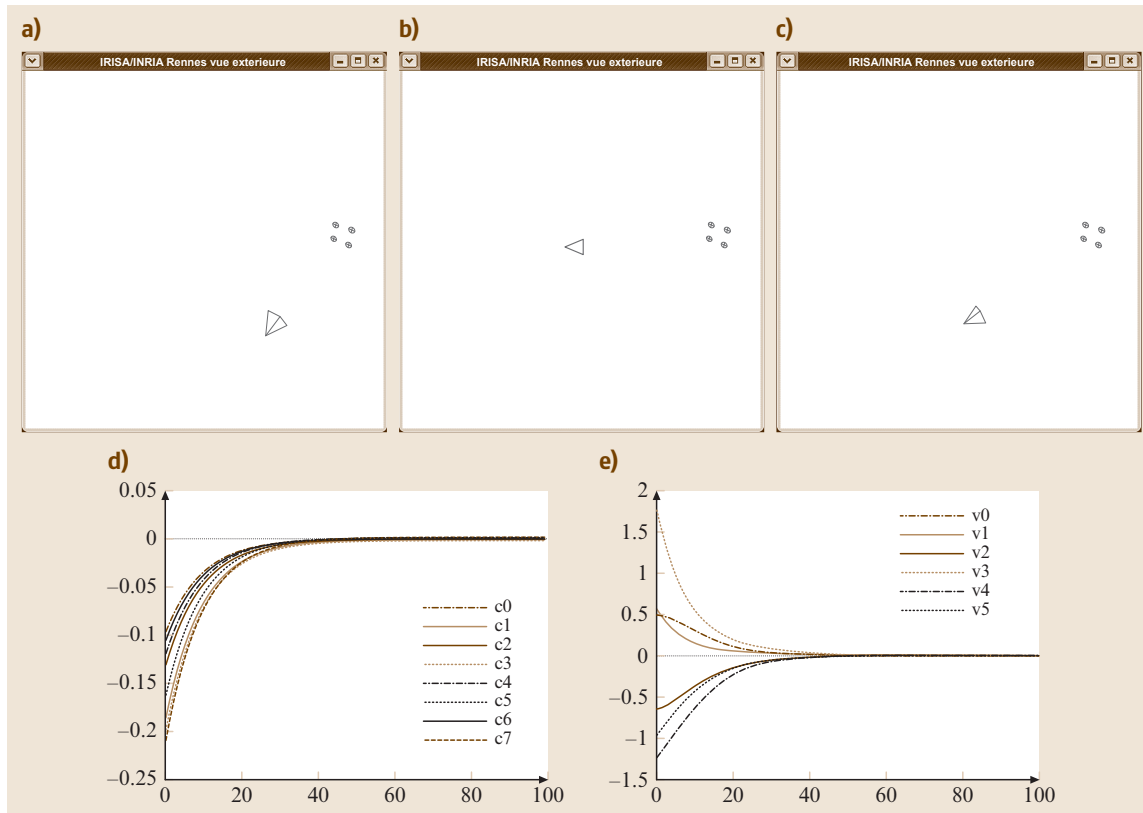 a)
b)
c)
IRISA/INRIA Rennes vue exterieure
IRISA/INRIA Rennes vue exterieure
IRISA/INRIA Rennes vue exterieure
d)
0.05
0
–0.05
–0.1
–0.15
–0.2
–0.25
0
20
40
60
80
100
c0
c1
c2
c3
c4
c5
c6
c7
e)
2
1.5
1
0.5
0
–0.5
–1
–1.5
0
20
40
60
80
100
v0
v1
v2
v3
v4
v5